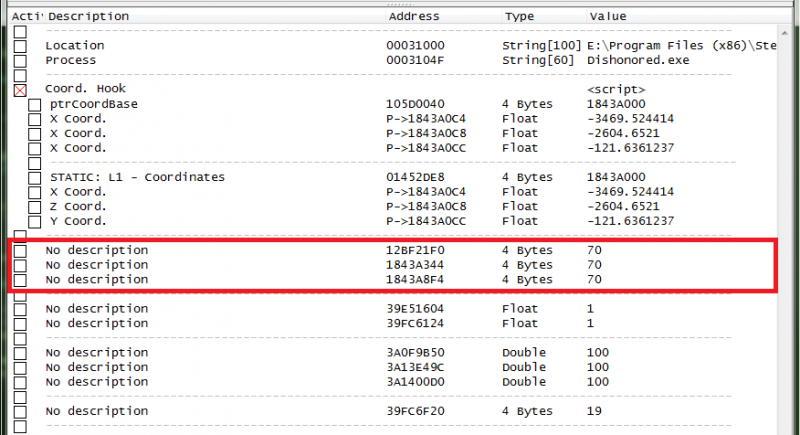 Activ Description Address Type Value
Location 00031000 String[100] E:\Program Files (x86)\Ste
Process 0003104F String[60] Dishonored.exe
Coord. Hook <script>
ptrCoordBase 105D0040 4 Bytes 1843A000
X Coord. P->1843A0C4 Float -3469.524414
X Coord. P->1843A0C8 Float -2604.6521
X Coord. P->1843A0CC Float -121.6361237
STATIC: L1 - Coordinates 01452DE8 4 Bytes 1843A000
X Coord. P->1843A0C4 Float -3469.524414
Z Coord. P->1843A0C8 Float -2604.6521
Y Coord. P->1843A0CC Float -121.6361237
No description 12BF21F0 4 Bytes 70
No description 1843A344 4 Bytes 70
No description 1843A8F4 4 Bytes 70
No description 39E51604 Float 1
No description 39FC6124 Float 1
No description 3A0F9B50 Double 100
No description 3A13E49C Double 100
No description 3A1400D0 Double 100
No description 39FC6F20 4 Bytes 19